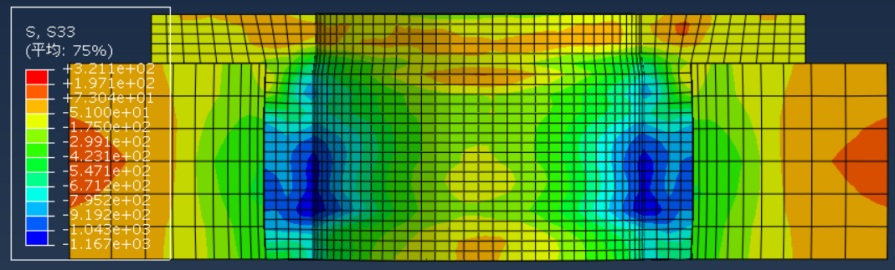 S, S33
(平均: 75%)
+3.211e+02
+1.971e+02
+7.304e+01
-5.100e+01
-1.750e+02
-2.991e+02
-4.231e+02
-5.471e+02
-6.712e+02
-7.952e+02
-9.192e+02
-1.043e+03
-1.167e+03